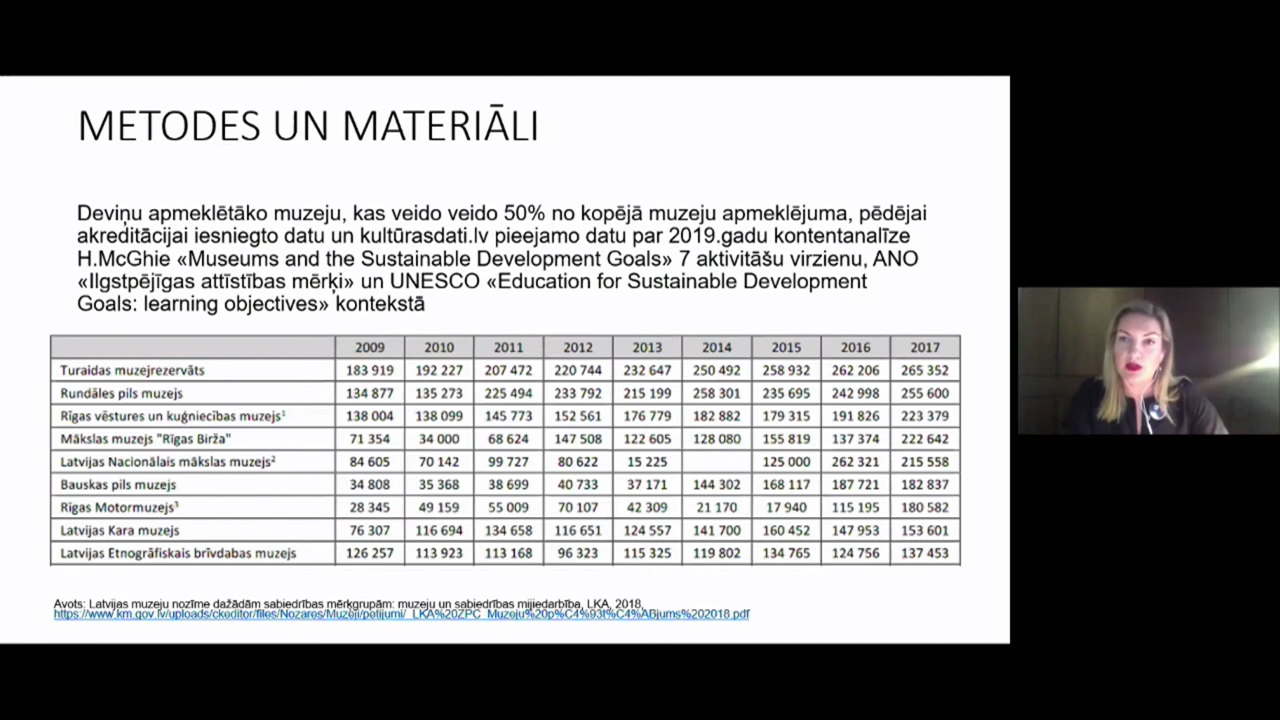 METODES UN MATERIĀLI
Deviņu apmeklētāko muzeju, kas veido veido 50% no kopējā muzeju apmeklējuma, pēdējai
akreditācijai iesniegto datu un kultūrasdati.lv pieejamo datu par 2019.gadu kontentanalīze
H.McGhie «Museums and the Sustainable Development Goals» 7 aktivitāšu virzienu, ANO
«Ilgstpējīgas attīstības mērķi» un UNESCO «Education for Sustainable Development
Goals: learning objectives» kontekstā
2009 2010 2011 2012 2013 2014 2015 2016 2017
Turaidas muzejrezervāts 183 919 192 227 207 472 220 744 232 647 250 492 258 932 262 206 265 352
Rundāles pils muzejs 134 877 135 273 225 494 233 792 215 199 258 301 235 695 242 998 255 600
Rīgas vēstures un kuģniecības muzejs¹ 138 004 138 099 145 773 152 561 176 779 182 882 179 315 191 826 223 379
Mākslas muzejs "Rīgas Birža" 71 354 34 000 68 624 147 508 122 605 128 080 155 819 137 374 222 642
Latvijas Nacionālais mākslas muzejs² 84 605 70 142 99 727 80 622 15 225 125 000 262 321 215 558
Bauskas pils muzejs 34 808 35 368 38 699 40 733 37 171 144 302 168 117 187 721 182 837
Rīgas Motormuzejs³ 28 345 49 159 55 009 70 107 42 309 21 170 17 940 115 195 180 582
Latvijas Kara muzejs 76 307 116 694 134 658 116 651 124 557 141 700 160 452 147 953 153 601
Latvijas Etnogrāfiskais brīvdabas muzejs 126 257 113 923 113 168 96 323 115 325 119 802 134 765 124 756 137 453
Avots: Latvijas muzeju nozīme dažādām sabiedrības mērķgrupām: muzeju un sabiedrības mijiedarbība, LKA, 2018,
https://www.km.gov.lv/uploads/ckeditor/files/Nozares/Muzeji/petijumi/_LKA%20ZPC_Muzeju%20p%C4%93t%C4%ABjums%202018.pdf